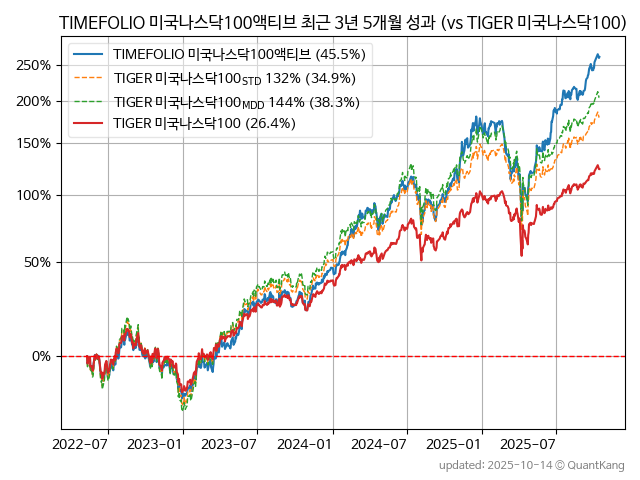 TIMEFOLIO 미국나스닥100액티브 최근 3년 5개월 성과 (vs TIGER 미국나스닥100)
TIMEFOLIO 미국나스닥100액티브 (45.5%)
TIGER 미국나스닥100STD 132% (34.9%)
TIGER 미국나스닥100MDD 144% (38.3%)
TIGER 미국나스닥100 (26.4%)
250%
200%
150%
100%
50%
0%
2022-07 2023-01 2023-07 2024-01 2024-07 2025-01 2025-07
updated: 2025-10-14 © QuantKang